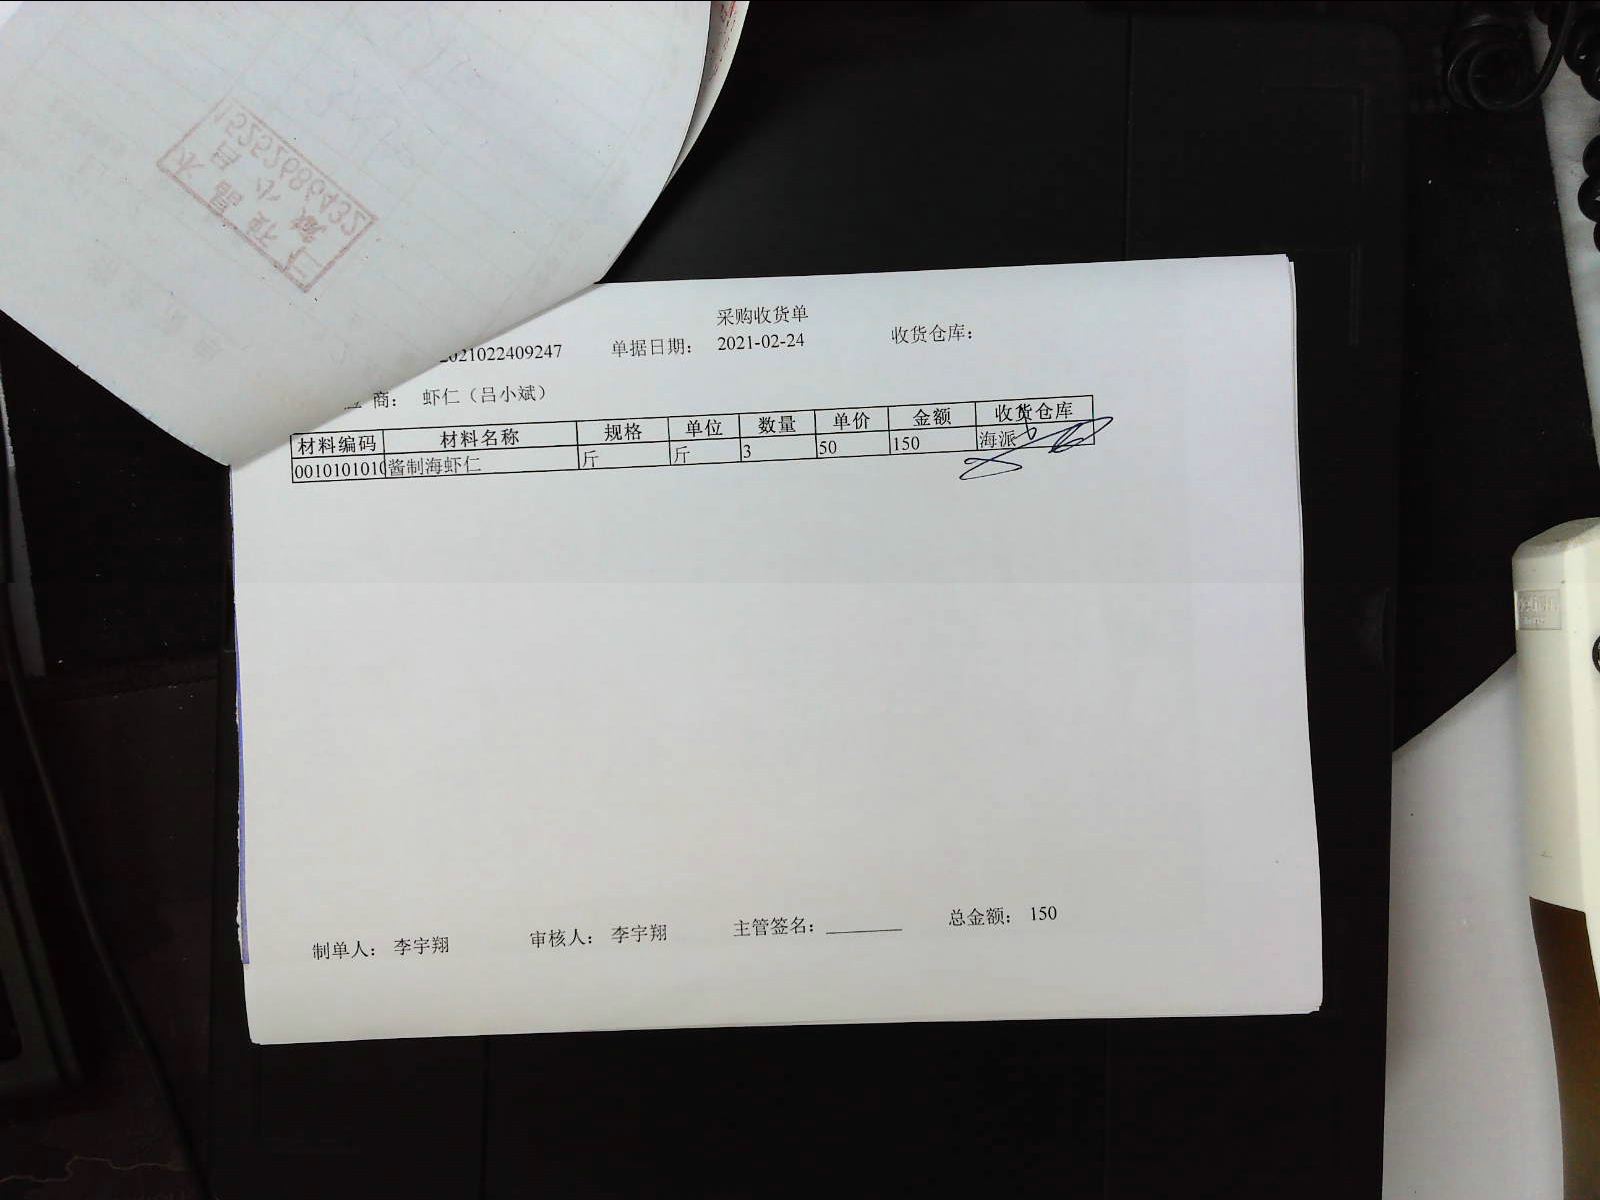 采购收货单
2021022409247 单据日期： 2021-02-24 收货仓库：
商： 虾仁（吕小斌）
材料编码 材料名称 规格 单位 数量 单价 金额 收货仓库
0010101010 酱制海虾仁 斤 斤 3 50 150 海派
制单人： 李宇翔 审核人： 李宇翔 主管签名： 总金额： 150